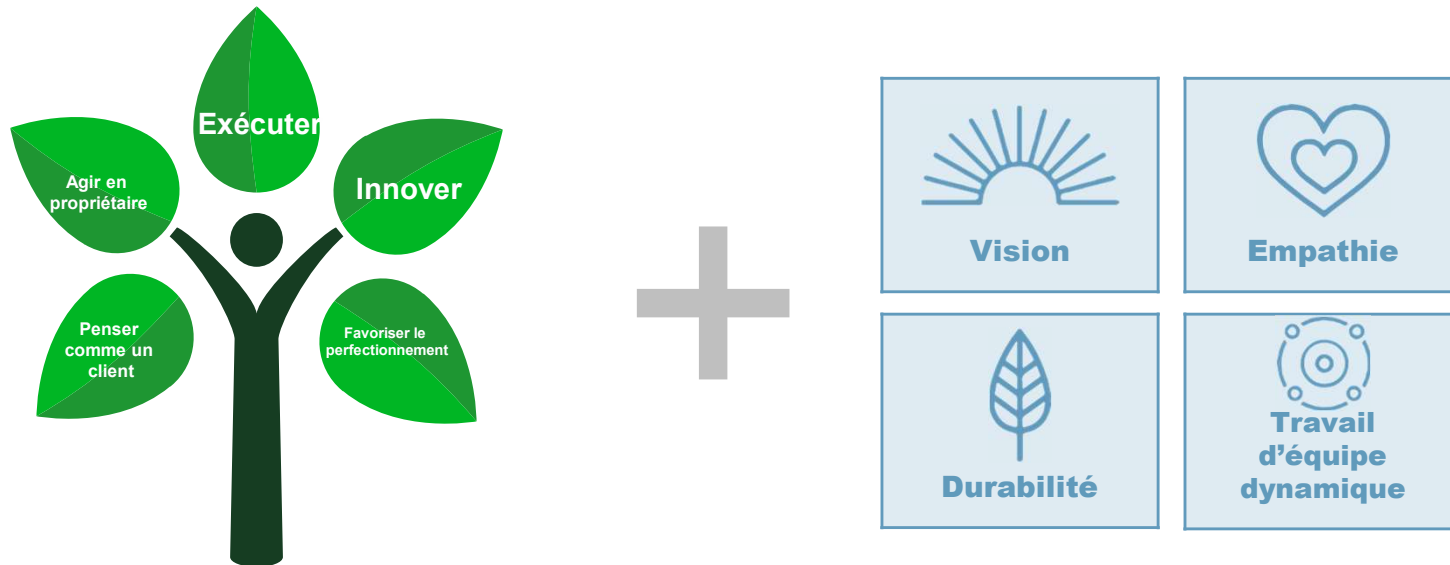 Exécuter
Agir en
propriétaire
Innover
Penser
comme un
client
Favoriser le
perfectionnement
Vision
Empathie
Durabilité
Travail
d’équipe
dynamique